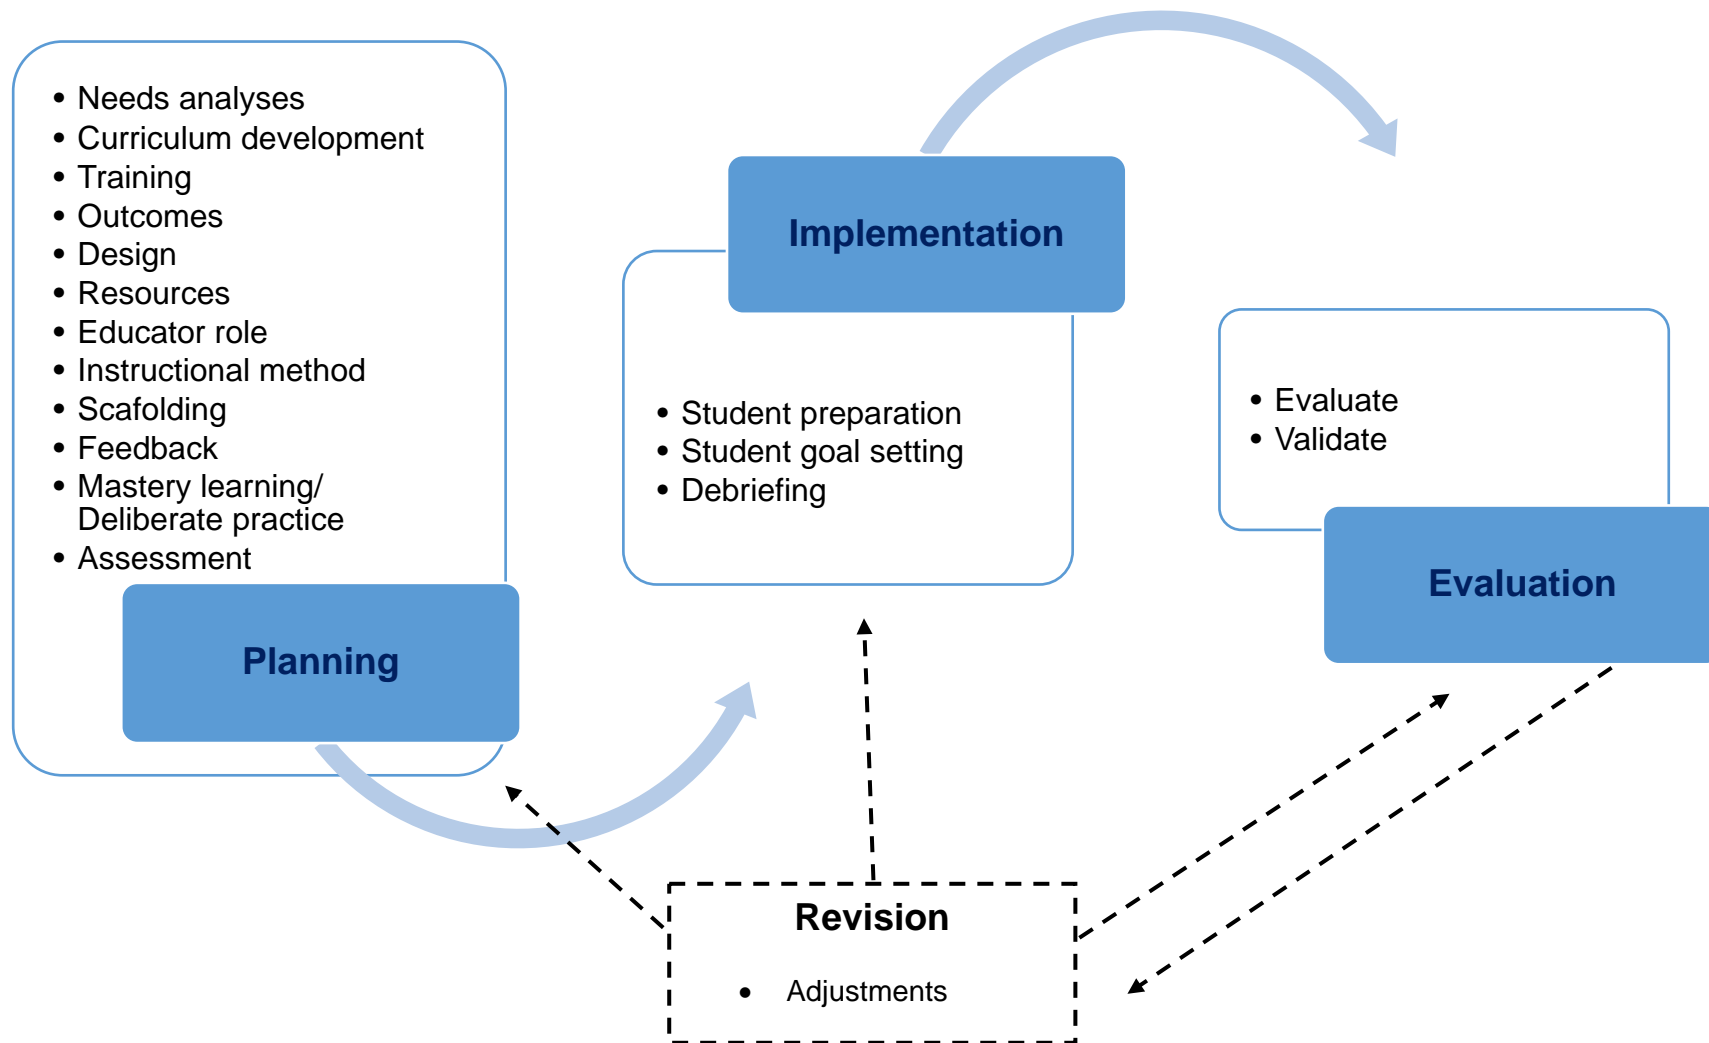 • Needs analyses
• Curriculum development
• Training
• Outcomes
• Design
• Resources
• Educator role
• Instructional method
• Scafolding
• Feedback
• Mastery learning/
Deliberate practice
• Assessment
Planning
Implementation
• Student preparation
• Student goal setting
• Debriefing
• Evaluate
• Validate
Evaluation
Revision
• Adjustments